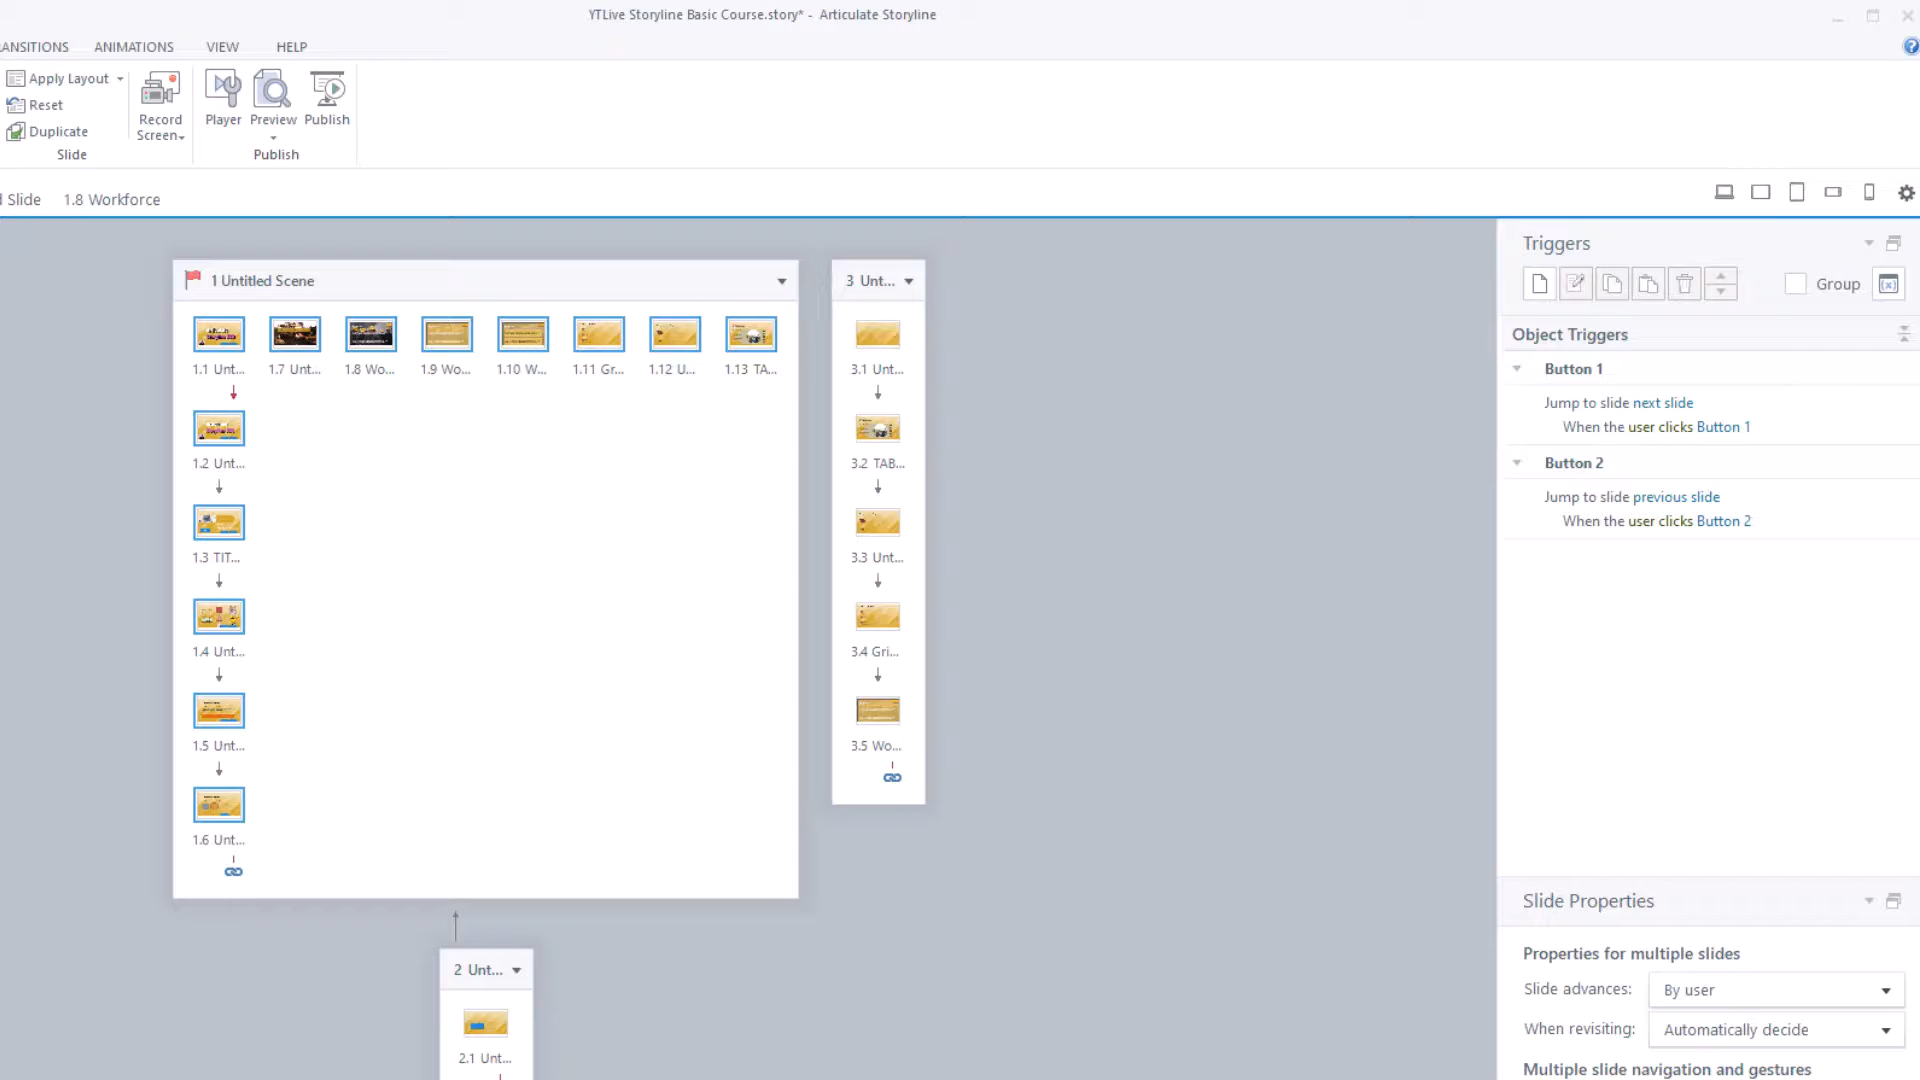 YTLive Storyline Basic Course.story* - Articulate Storyline
ANSITIONS ANIMATIONS VIEW HELP
Apply Layout
Reset
Duplicate
Slide
Record
Screen
Player
Preview
Publish
Publish
d Slide 1.8 Workforce
1 Untitled Scene
1.1 Unt...
1.7 Unt...
1.8 Wo...
1.9 Wo...
1.10 W...
1.11 Gr...
1.12 U...
1.13 TA...
1.2 Unt...
1.3 TIT...
1.4 Unt...
1.5 Unt...
1.6 Unt...
3 Unt...
3.1 Unt...
3.2 TAB...
3.3 Unt...
3.4 Gri...
3.5 Wo...
2 Unt...
2.1 Unt...
Triggers
Group
Object Triggers
Button 1
Jump to slide next slide
When the user clicks Button 1
Button 2
Jump to slide previous slide
When the user clicks Button 2
Slide Properties
Properties for multiple slides
Slide advances: By user
When revisiting: Automatically decide
Multiple slide navigation and gestures